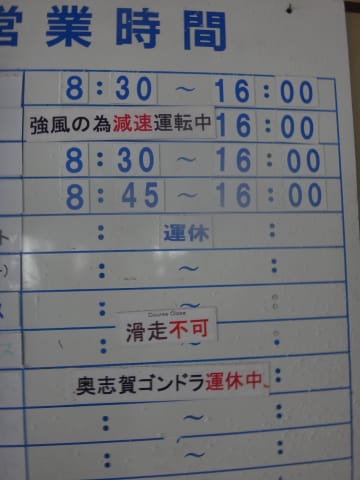 営業時間
8:30 ～ 16:00
強風の為減速運転中 16:00
8:30 ～ 16:00
8:45 ～ 16:00
ト : 運休 :
: ～ :
ス : ～ :
Course Close
滑走不可
ス : ～ :
奥志賀ゴンドラ運休中 :
: ～ :
: ～ :